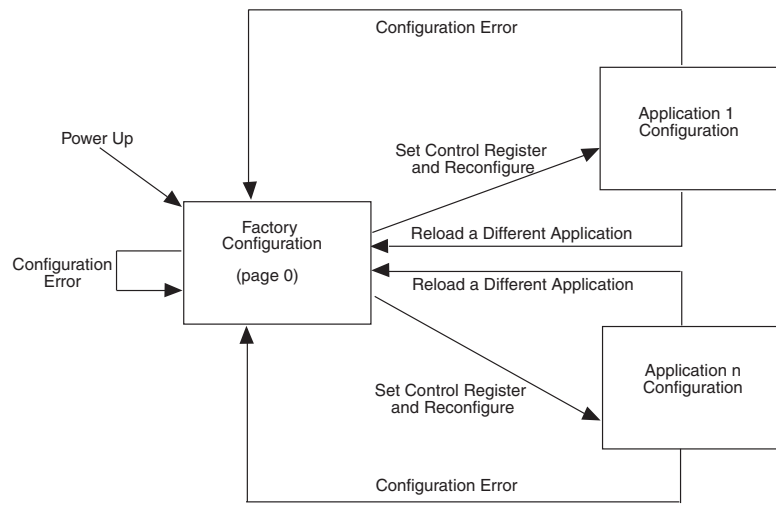 Configuration Error
Application 1
Configuration
Power Up
Set Control Register
and Reconfigure
Factory
Configuration
(page 0)
Reload a Different Application
Configuration
Error
Reload a Different Application
Application n
Configuration
Set Control Register
and Reconfigure
Configuration Error